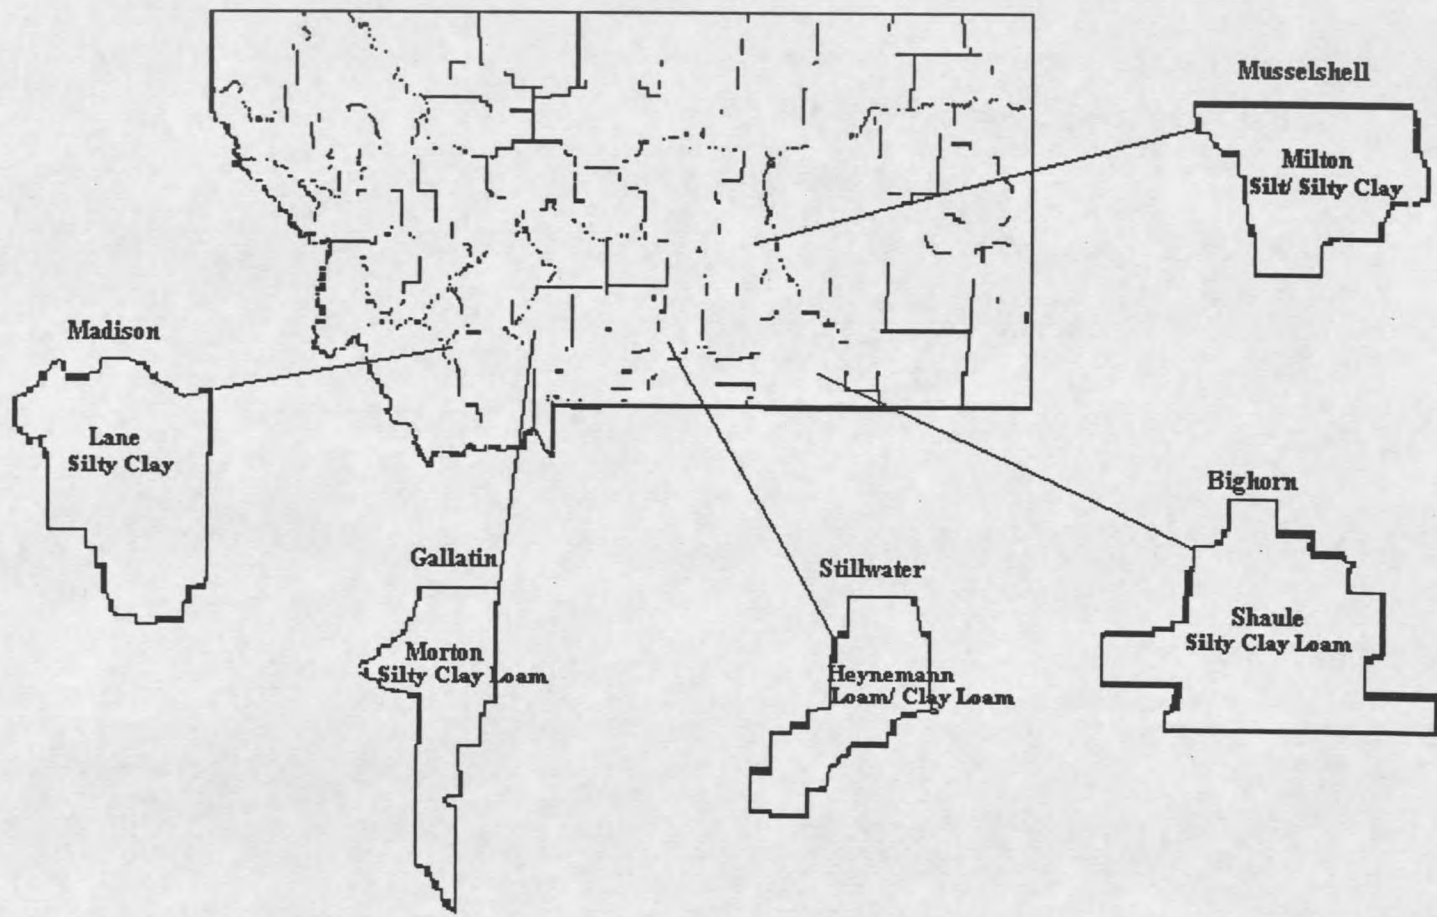 Musselshell
Milton
Silt/ Silty Clay
Madison
Lane
Silty Clay
Gallatin
Morton
Silty Clay Loam
Stillwater
Heynemann
Loam/ Clay Loam
Bighorn
Shaule
Silty Clay Loam